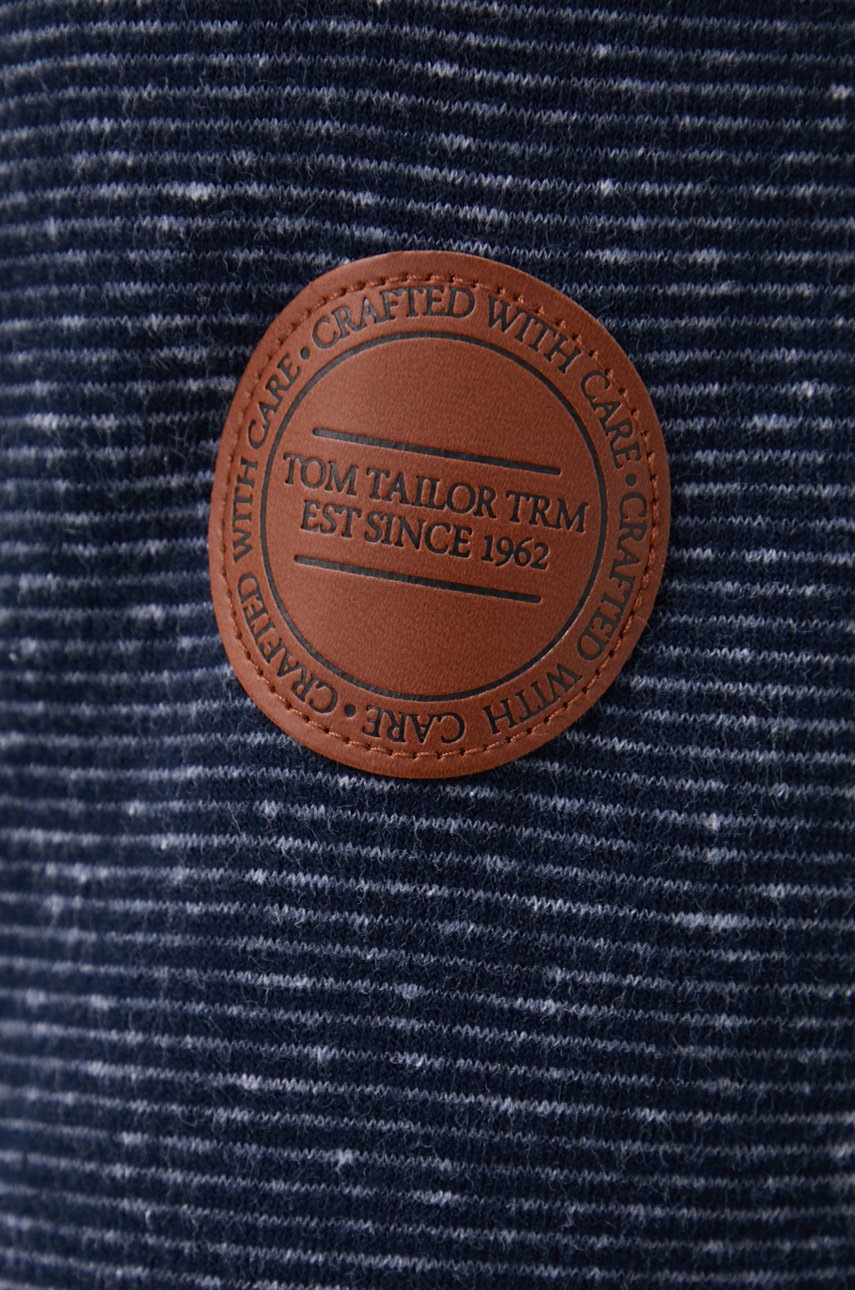 CRAFTED WITH CARE • CRAFTED WITH CARE • CRAFTED WITH CARE •
TOM TAILOR TRM
EST SINCE 1962